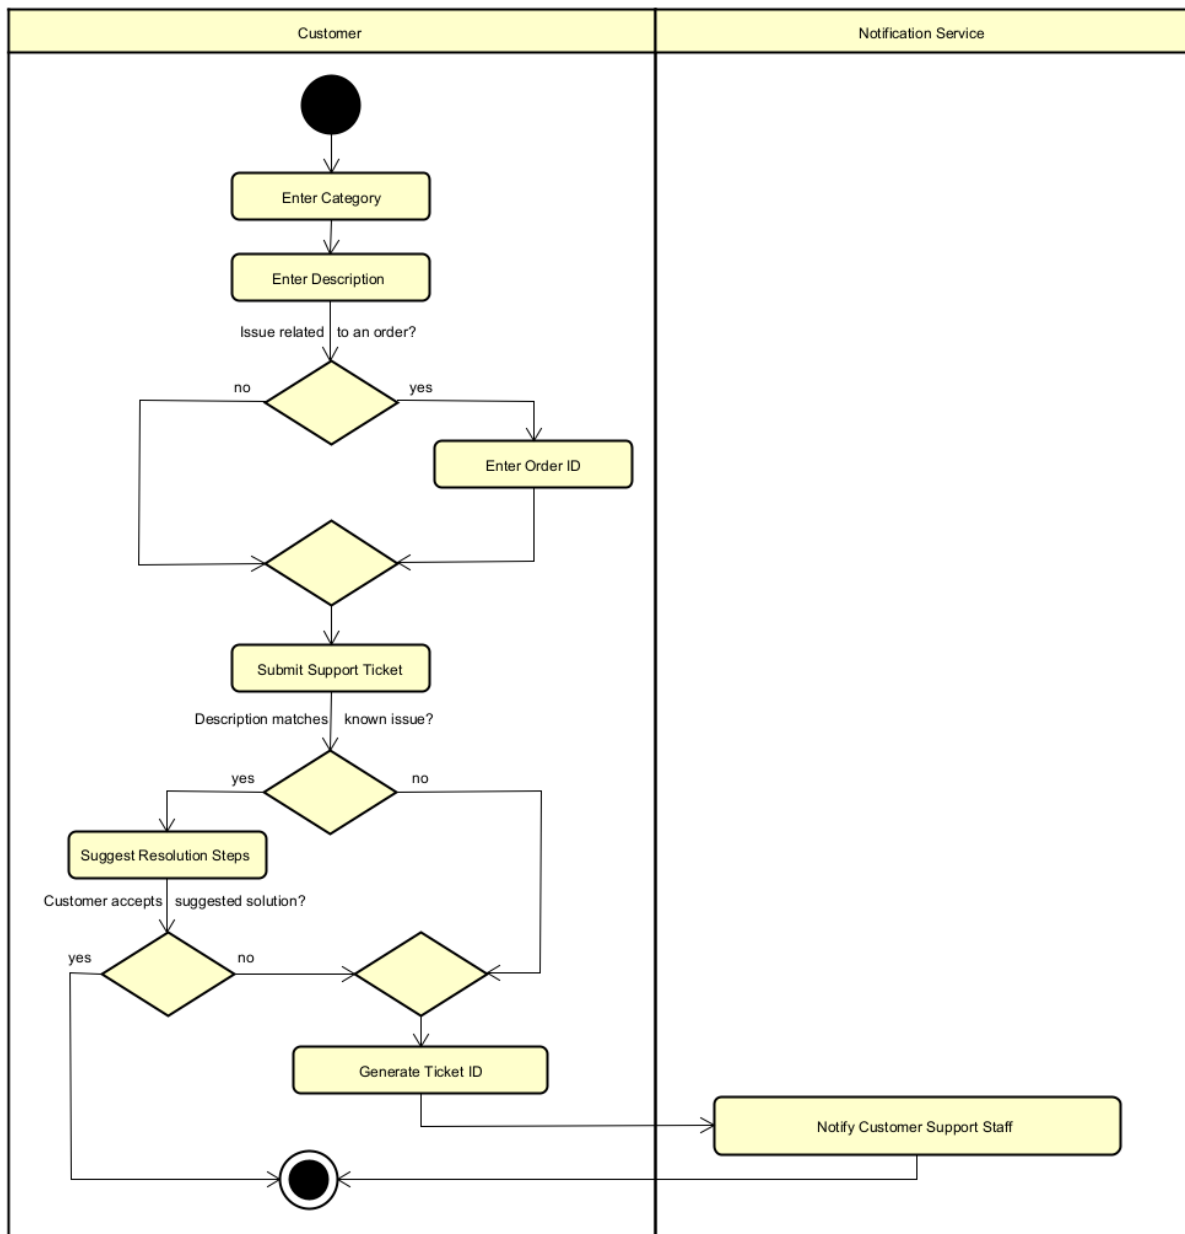 Customer
Notification Service
Enter Category
Enter Description
Issue related to an order?
no
yes
Enter Order ID
Submit Support Ticket
Description matches known issue?
yes
no
Suggest Resolution Steps
Customer accepts suggested solution?
yes
no
Generate Ticket ID
Notify Customer Support Staff